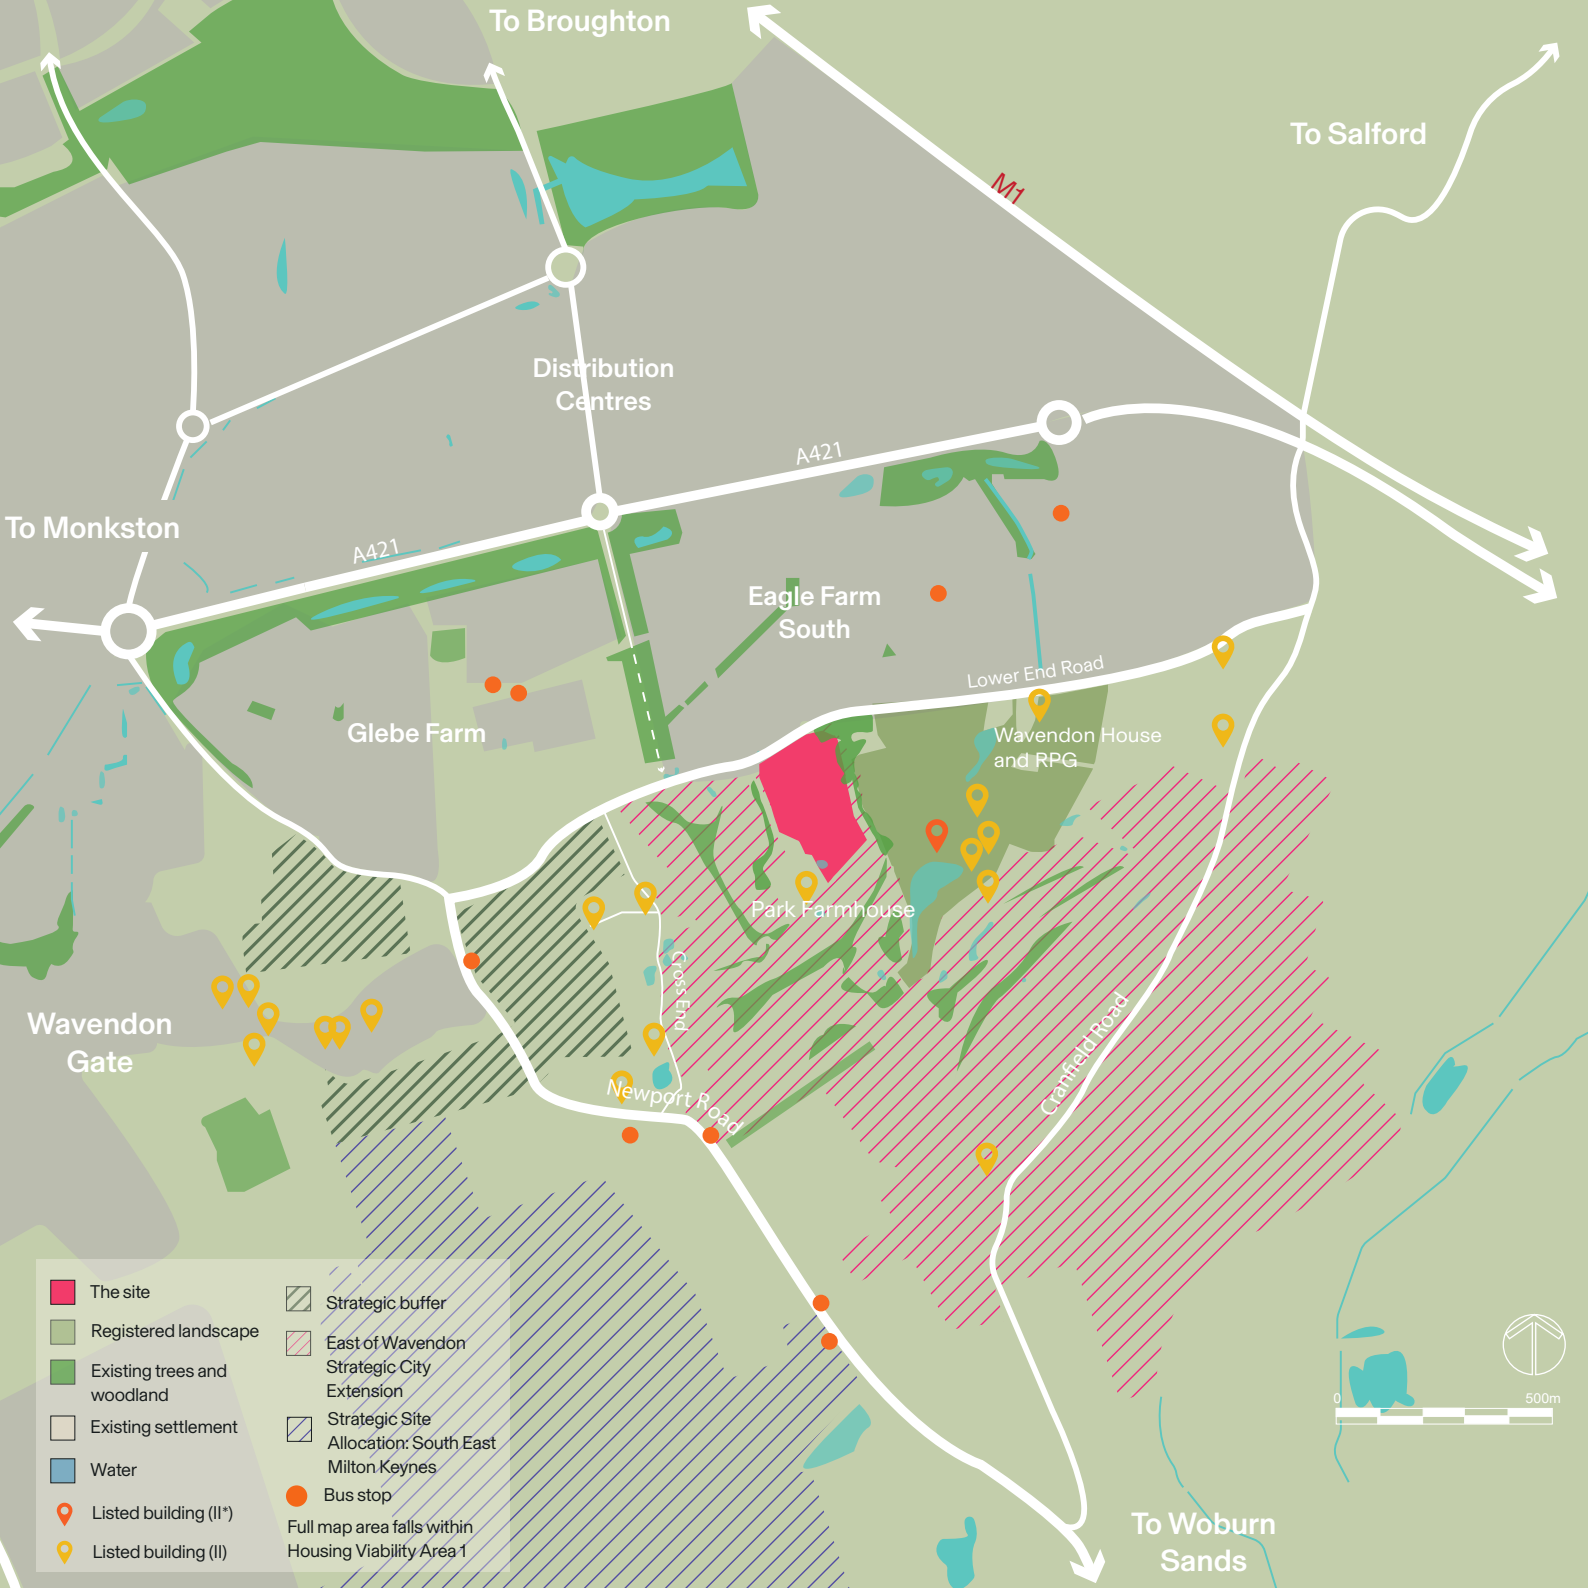 To Broughton
To Salford
M1
Distribution
Centres
A421
To Monkston
A421
Eagle Farm
South
Lower End Road
Glebe Farm
Wavendon House
and RPG
Park Farmhouse
Cross End
Wavendon
Gate
Newport Road
Cranfield Road
The site
Registered landscape
Existing trees and
woodland
Existing settlement
Water
Listed building (II*)
Listed building (II)
Strategic buffer
East of Wavendon
Strategic City
Extension
Strategic Site
Allocation: South East
Milton Keynes
Bus stop
Full map area falls within
Housing Viability Area 1
0 500m
To Woburn
Sands